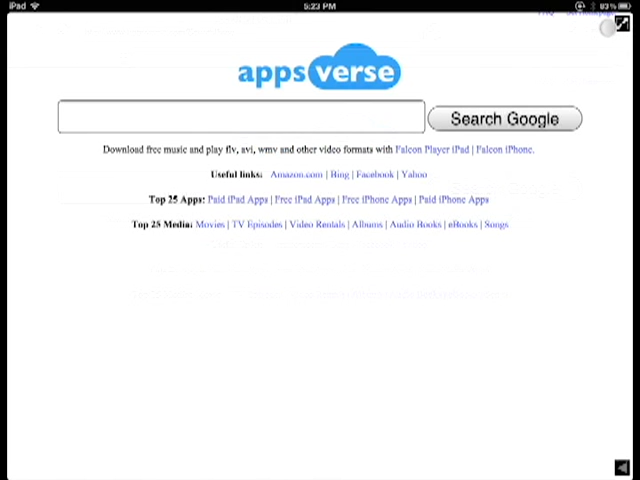 iPad 5:23 PM 93%
apps verse
Search Google
Download free music and play flv, avi, wmv and other video formats with Falcon Player iPad | Falcon iPhone.
Useful links: Amazon.com | Bing | Facebook | Yahoo
Top 25 Apps: Paid iPad Apps | Free iPad Apps | Free iPhone Apps | Paid iPhone Apps
Top 25 Media: Movies | TV Episodes | Video Rentals | Albums | Audio Books | eBooks | Songs